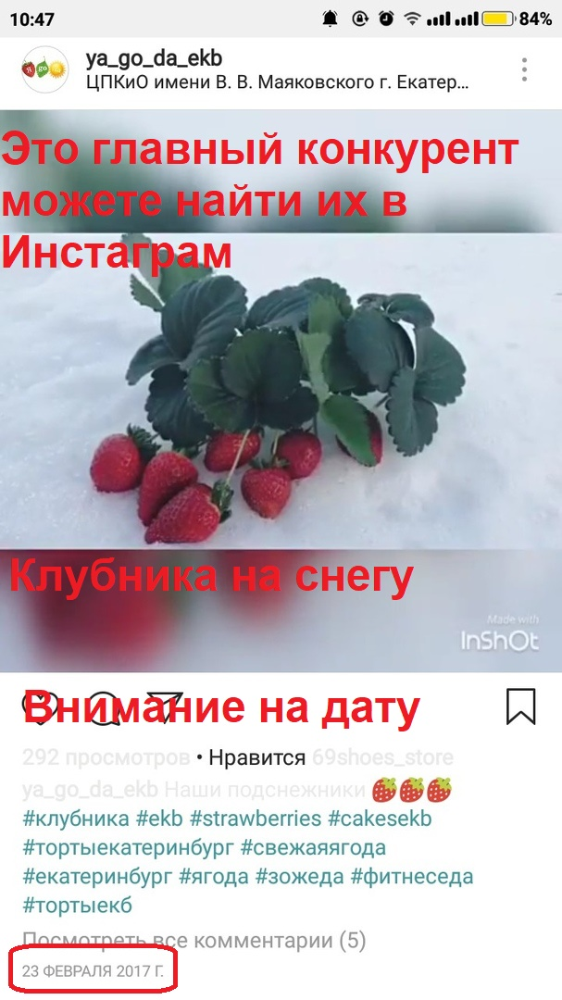 10:47
84%
Я go
ya_go_da_ekb
ЦПКиО имени В. В. Маяковского г. Екатер...
Это главный конкурент
можете найти их в
Инстаграм
Клубника на снегу
Made with
InShOt
Внимание на дату
292 просмотров • Нравится 69shoes_store
ya_go_da_ekb Наши подснежники 🍓🍓🍓
#клубника #ekb #strawberries #cakesekb
#тортыекатеринбург #свежаяягода
#екатеринбург #ягода #зожеда #фитнеседа
#тортыекб
Посмотреть все комментарии (5)
23 ФЕВРАЛЯ 2017 Г.